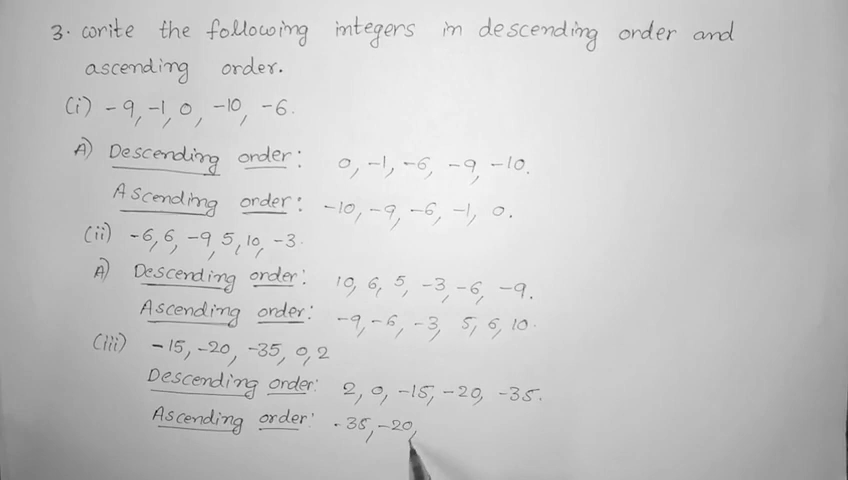 3. Write the following integers in descending order and
ascending order.
(i) -9, -1, 0, -10, -6.
A) Descending order: 0, -1, -6, -9, -10.
Ascending order: -10, -9, -6, -1, 0.
(ii) -6, 6, -9, 5, 10, -3.
A) Descending order: 10, 6, 5, -3, -6, -9.
Ascending order: -9, -6, -3, 5, 6, 10.
(iii) -15, -20, -35, 0, 2
Descending order: 2, 0, -15, -20, -35.
Ascending order: -35, -20,